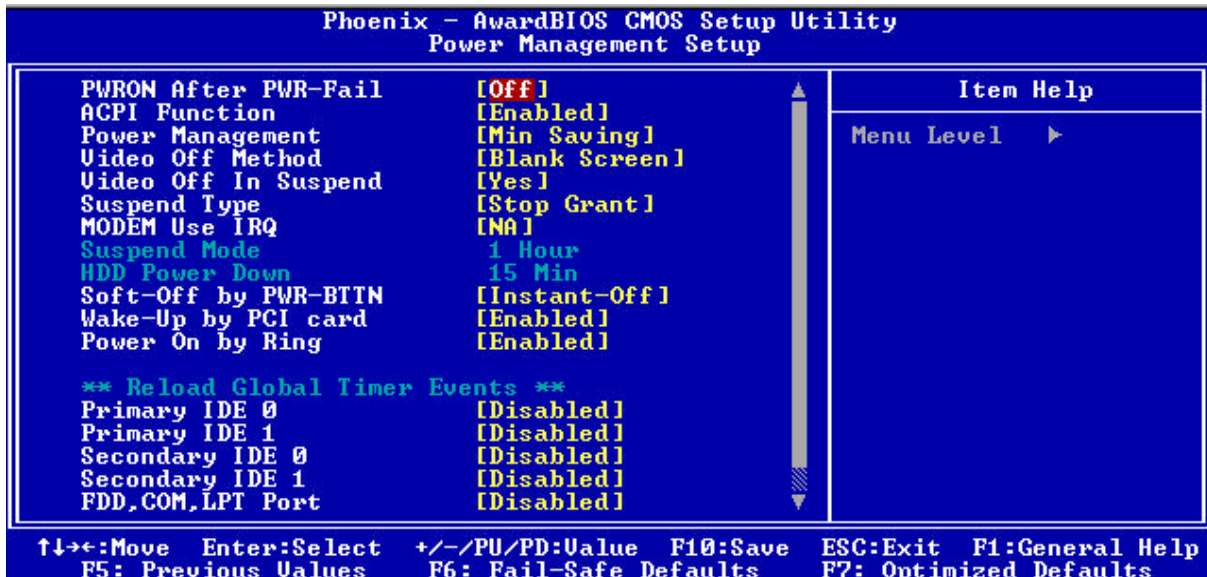 Phoenix - AwardBIOS CMOS Setup Utility
Power Management Setup
PWRON After PWR-Fail [Off]
ACPI Function [Enabled]
Power Management [Min Saving]
Video Off Method [Blank Screen]
Video Off In Suspend [Yes]
Suspend Type [Stop Grant]
MODEM Use IRQ [NA]
Suspend Mode 1 Hour
HDD Power Down 15 Min
Soft-Off by PWR-BTTN [Instant-Off]
Wake-Up by PCI card [Enabled]
Power On by Ring [Enabled]
** Reload Global Timer Events **
Primary IDE 0 [Disabled]
Primary IDE 1 [Disabled]
Secondary IDE 0 [Disabled]
Secondary IDE 1 [Disabled]
FDD,COM,LPT Port [Disabled]
Item Help
Menu Level ►
↑↓→←:Move Enter:Select +/-/PU/PD:Value F10:Save ESC:Exit F1:General Help
F5: Previous Values F6: Fail-Safe Defaults F7: Optimized Defaults